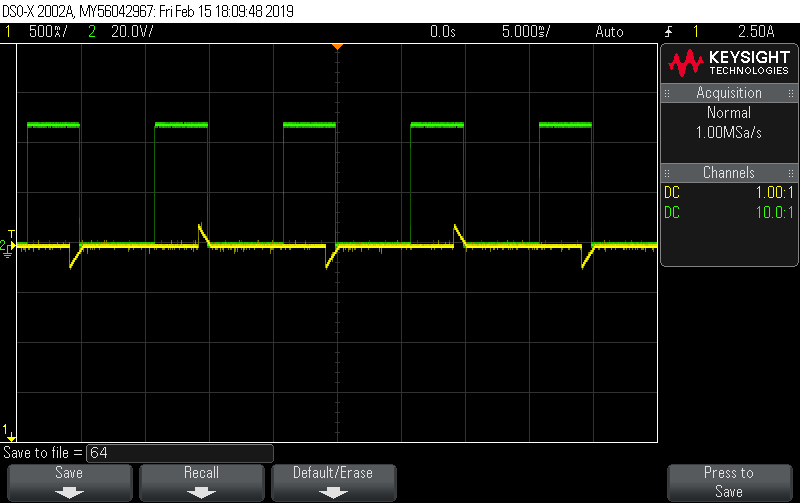 DSO-X 2002A, MY56042967: Fri Feb 15 18:09:48 2019
1 500%/ 2 20.0V/ 0.0s 5.000%/ Auto 1 2.50A
KEYSIGHT
TECHNOLOGIES
Acquisition
Normal
1.00MSa/s
Channels
DC 1.00:1
DC 10.0:1
T
2
1
Save to file = 64
Save Recall Default/Erase Press to
Save